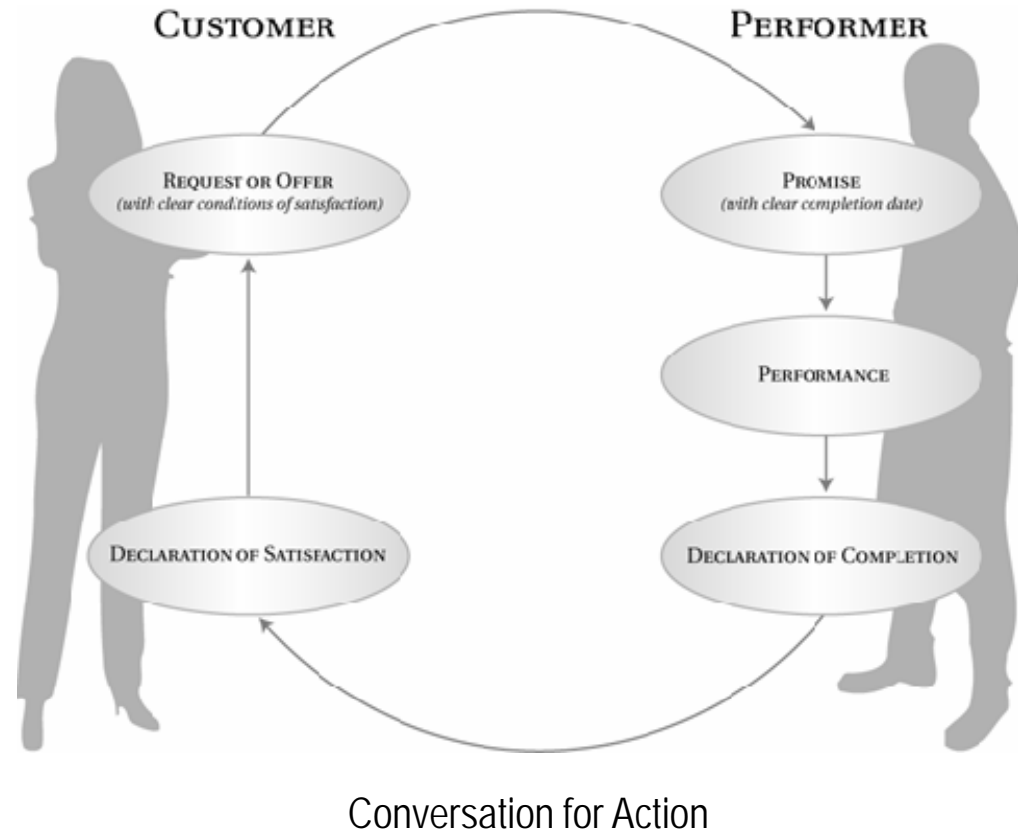 CUSTOMER
PERFORMER
REQUEST OR OFFER
(with clear conditions of satisfaction)
PROMISE
(with clear completion date)
PERFORMANCE
DECLARATION OF SATISFACTION
DECLARATION OF COMPLETION
Conversation for Action